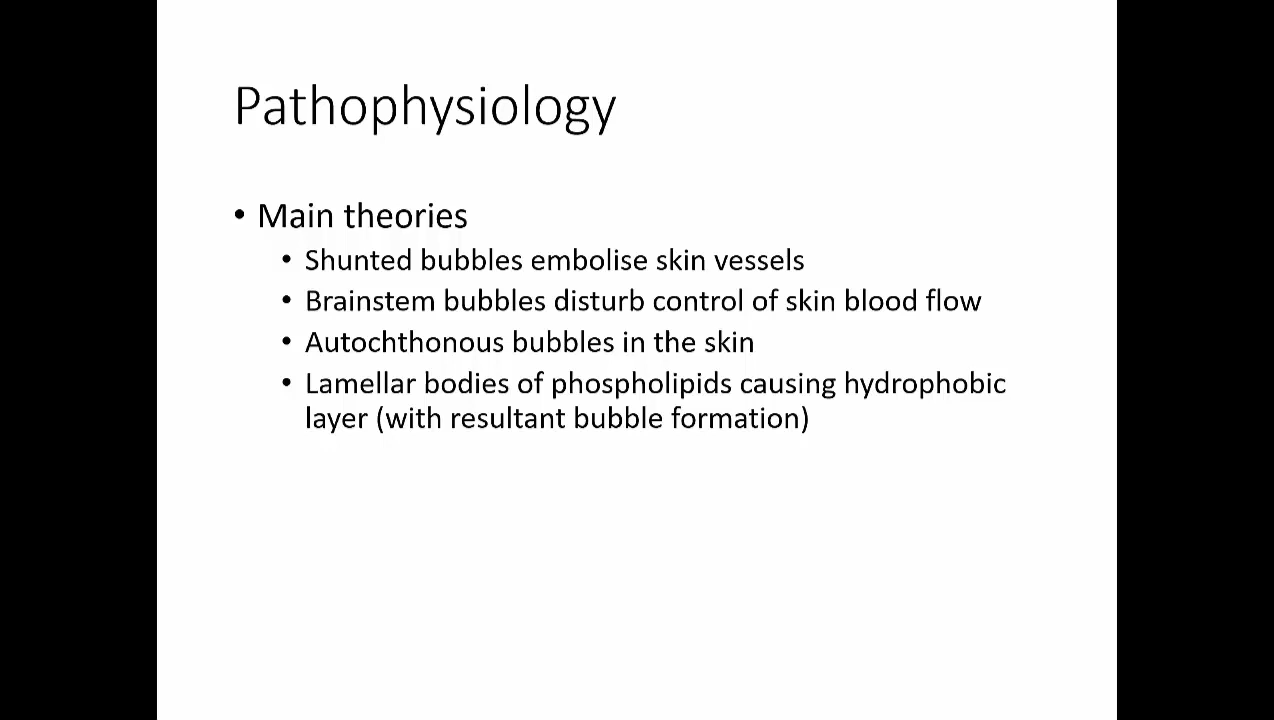 Pathophysiology
• Main theories
• Shunted bubbles embolise skin vessels
• Brainstem bubbles disturb control of skin blood flow
• Autochthonous bubbles in the skin
• Lamellar bodies of phospholipids causing hydrophobic
layer (with resultant bubble formation)